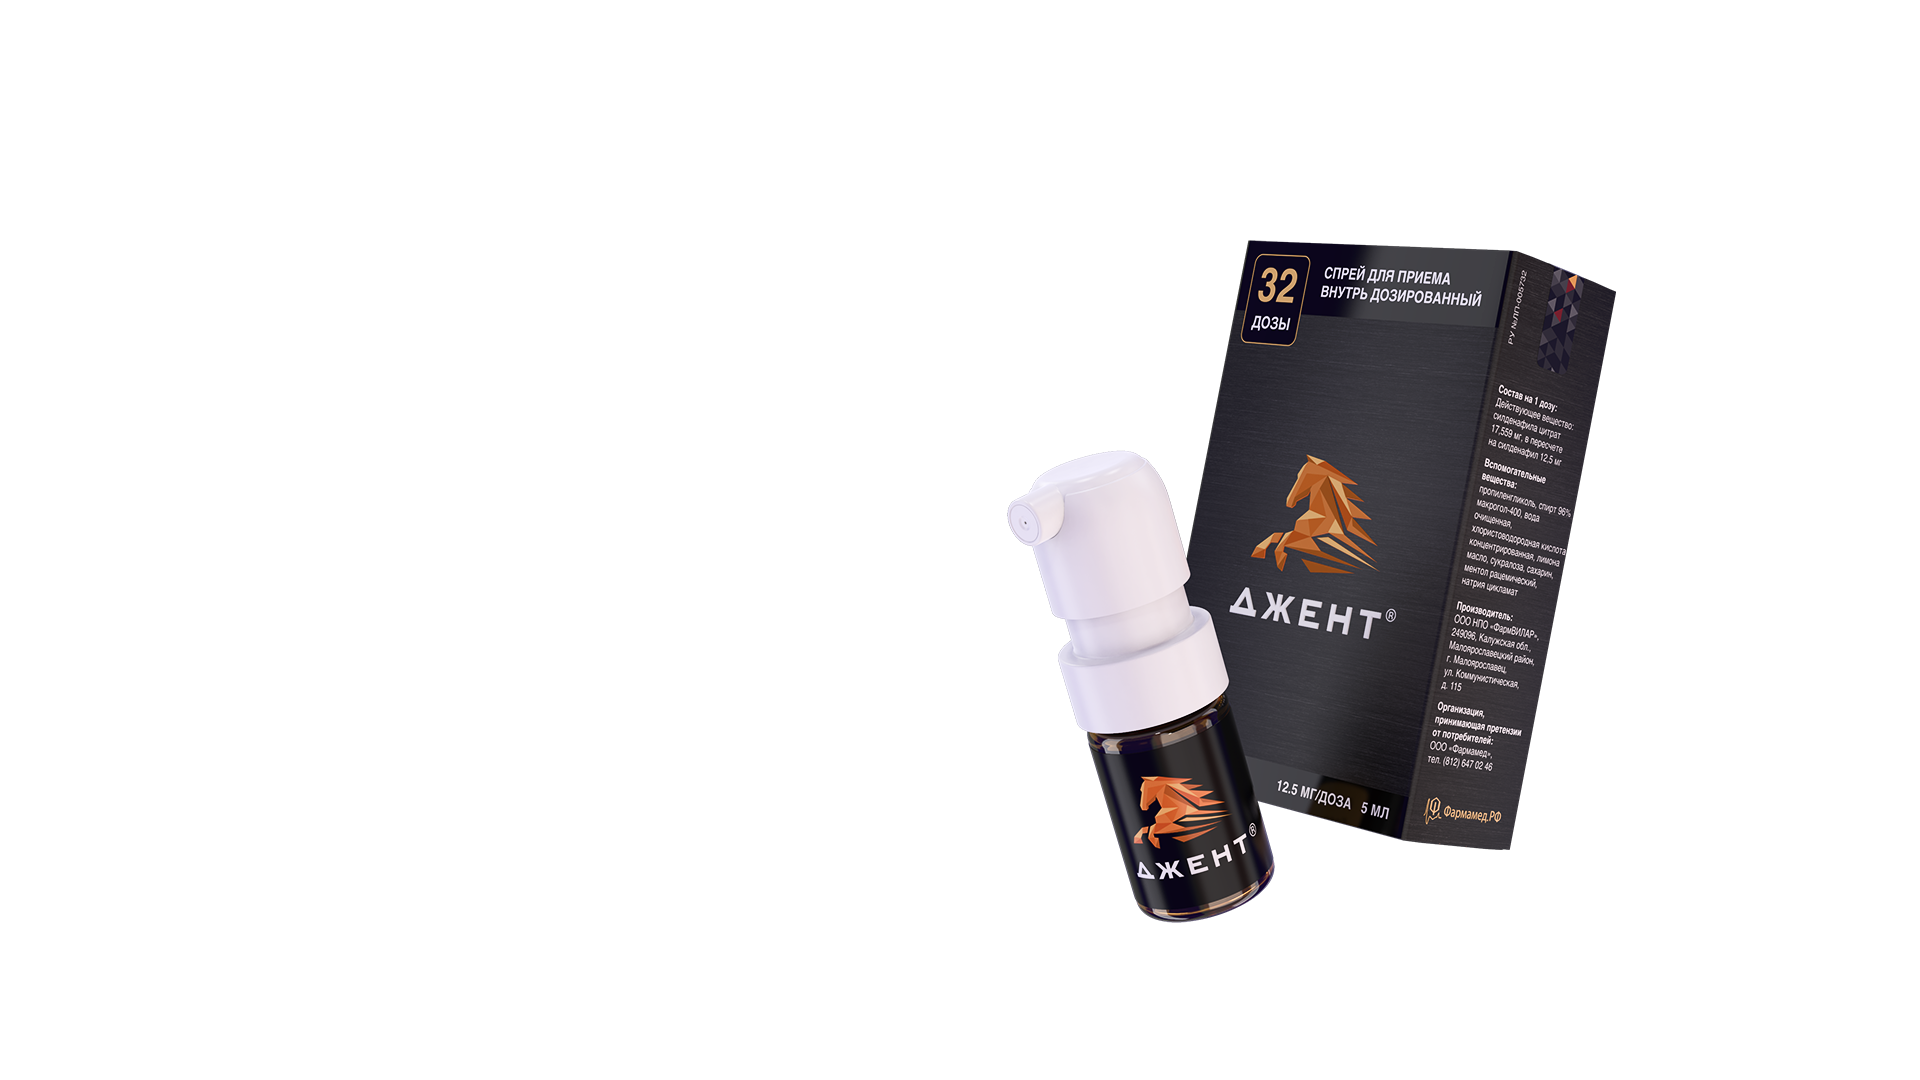 32
ДОЗЫ
СПРЕЙ ДЛЯ ПРИЕМА
ВНУТРЬ ДОЗИРОВАННЫЙ
ДЖЕНТ®
12.5 МГ/ДОЗА 5 МЛ
РУ №ЛП-005732
Состав на 1 дозу:
Действующее вещество:
силденафила цитрат
17,559 мг, в пересчете
на силденафил 12,5 мг
Вспомогательные
вещества:
пропиленгликоль, спирт 96%
макрогол-400, вода
очищенная,
хлористоводородная кислота
концентрированная, лимона
масло, сукралоза, сахарин,
ментол рацемический,
натрия цикламат
Производитель:
ООО НПО «ФармВИЛАР»,
249096, Калужская обл.,
Малоярославецкий район,
г. Малоярославец,
ул. Коммунистическая,
д. 115
Организация,
принимающая претензии
от потребителей:
ООО «Фармамед»,
тел. (812) 647 02 46
Фармамед.РФ
ДЖЕНТ®